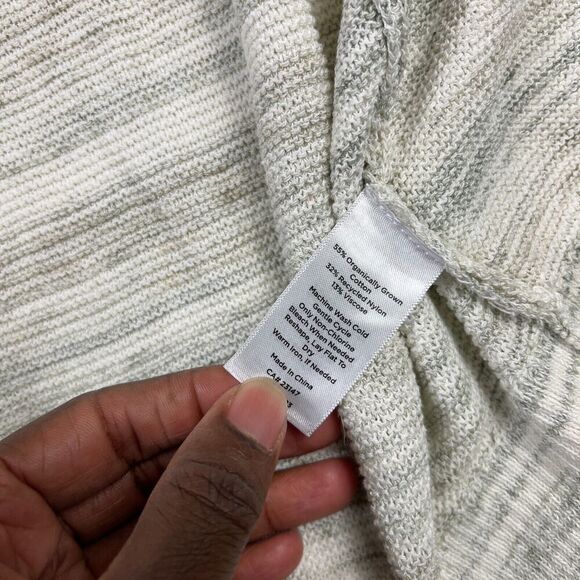 55% Organically Grown
Cotton
32% Recycled Nylon
13% Viscose
Machine Wash Cold
Gentle Cycle
Only Non-Chlorine
Bleach When Needed
Reshape, Lay Flat To
Dry
Warm Iron, If Needed
Made in China
CA# 23147